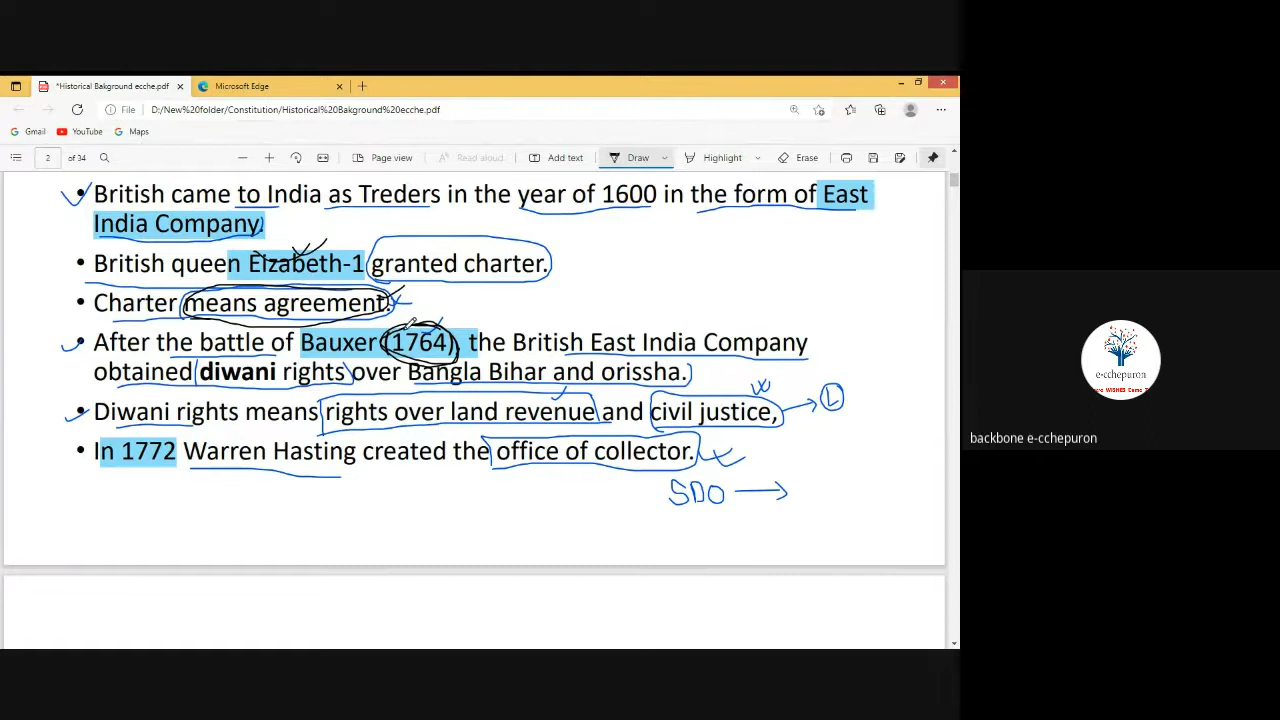 *Historical Bakground ecche.pdf
Microsoft Edge
File
D:/New%20folder/Constitution/Historical%20Bakground%20ecche.pdf
Gmail
YouTube
Maps
2
of 34
Page view
Read aloud
Add text
Draw
Highlight
Erase
• British came to India as Treders in the year of 1600 in the form of East
India Company.
• British queen Elzabeth-1 granted charter.
• Charter means agreement.
• After the battle of Bauxer (1764), the British East India Company
obtained diwani rights over Bangla Bihar and orissha.
• Diwani rights means rights over land revenue and civil justice, → L
• In 1772 Warren Hasting created the office of collector.
SDO →
e-cchepuron
backbone e-cchepuron